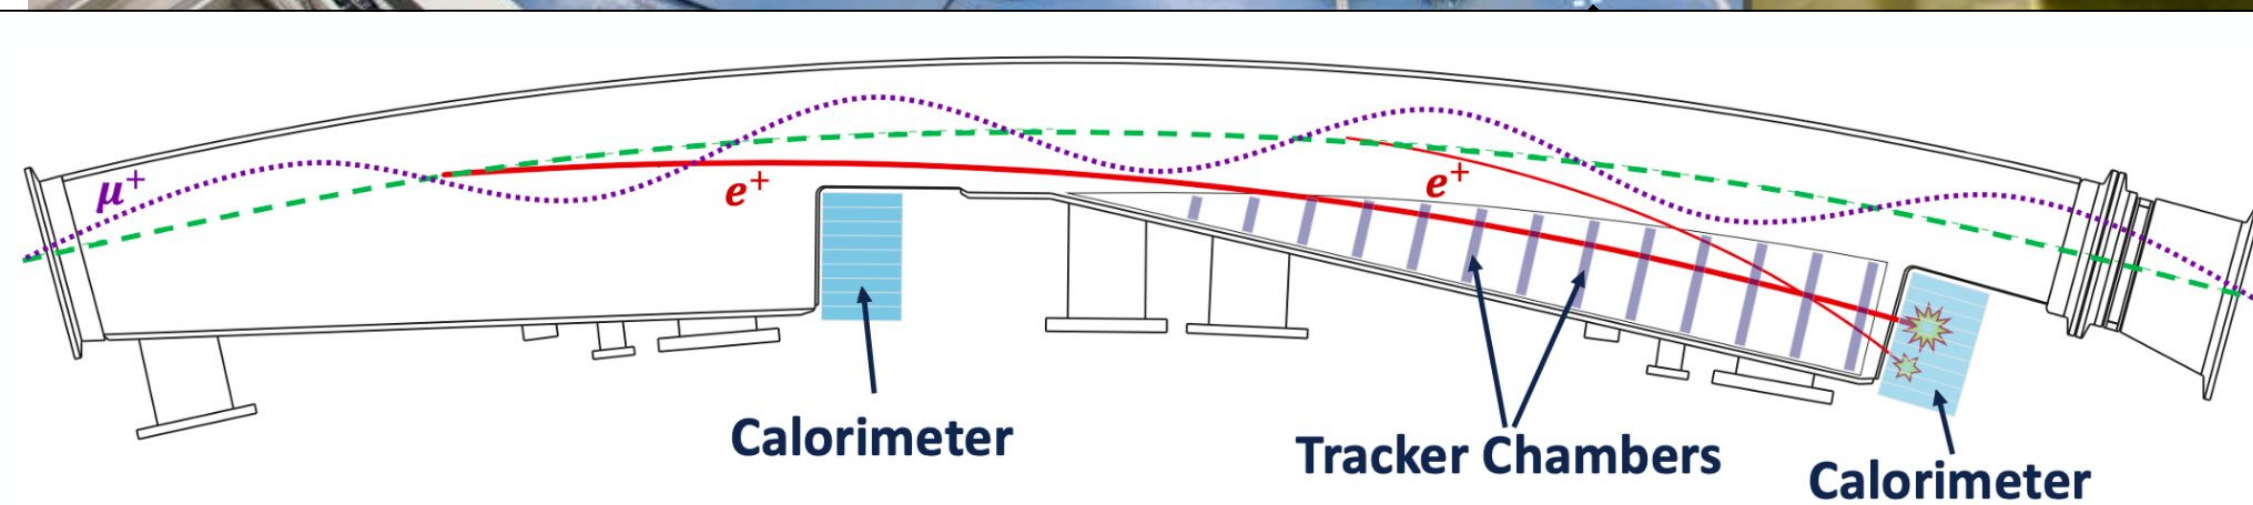 μ⁺
e⁺
e⁺
Calorimeter
Tracker Chambers
Calorimeter